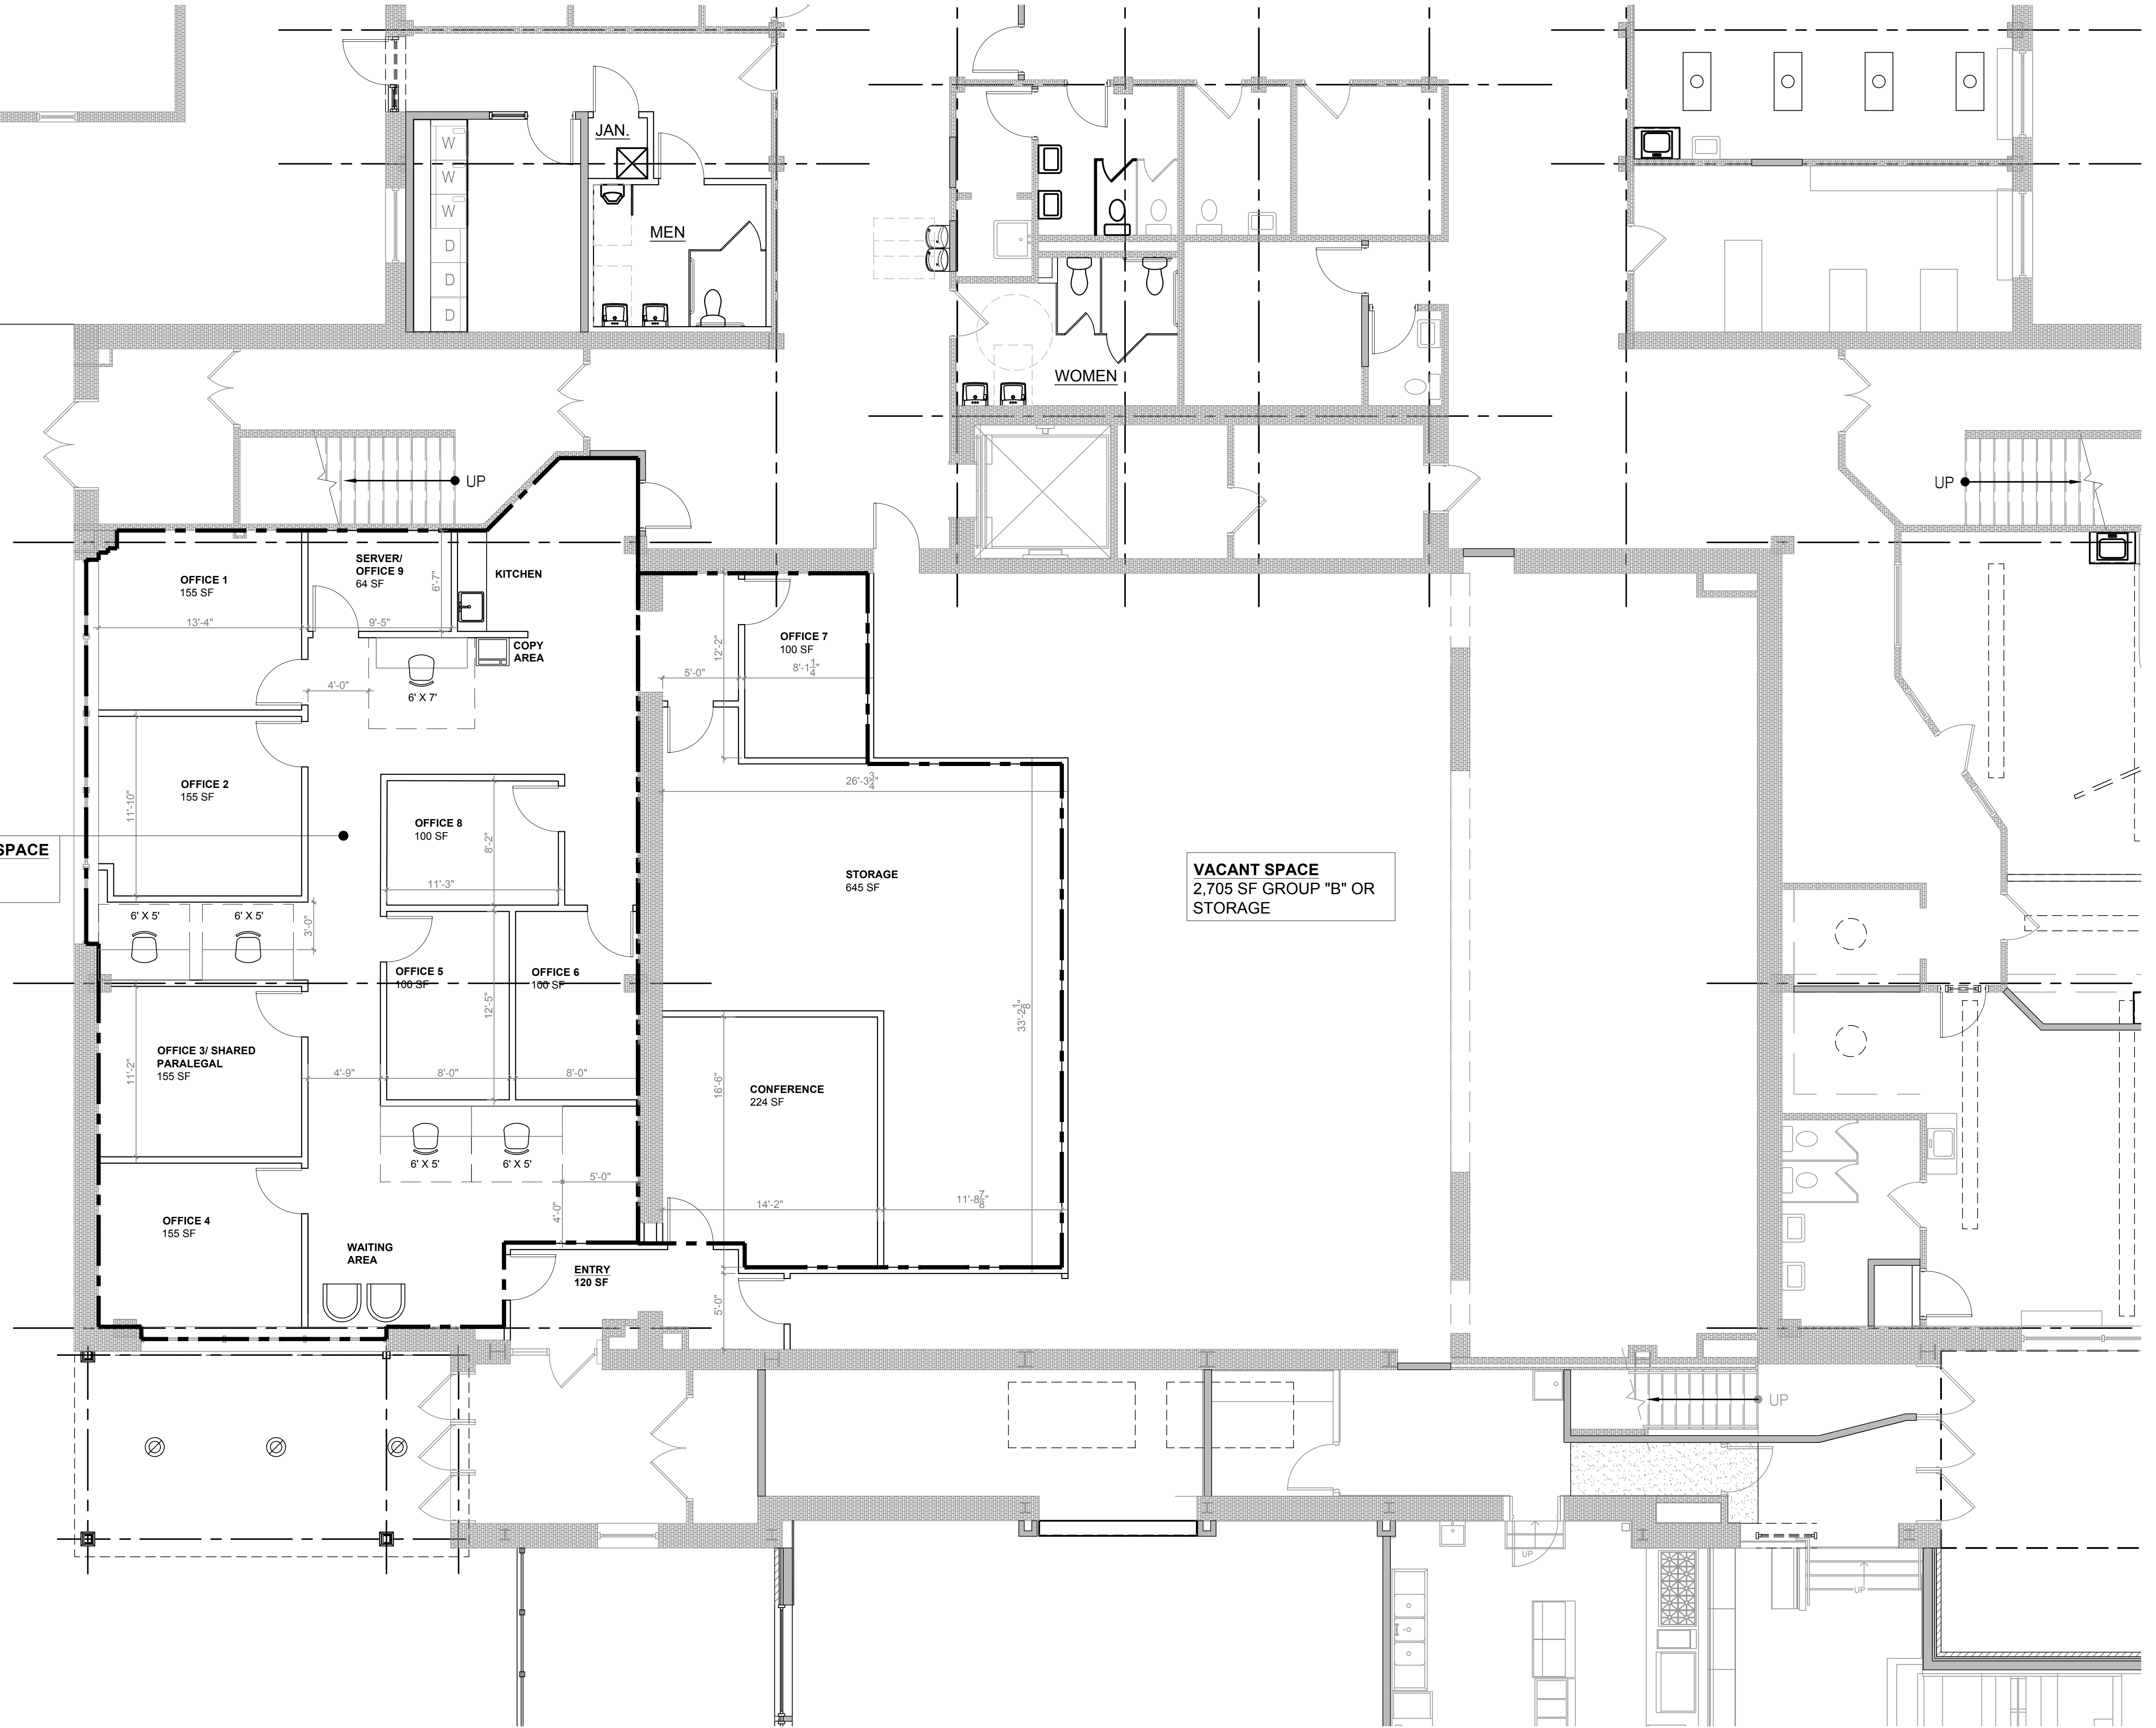 JAN.
W
W
W
D
D
D
MEN
WOMEN
UP
UP
OFFICE 1
155 SF
13'-4"
SERVER/
OFFICE 9
64 SF
6'-7"
9'-5"
KITCHEN
COPY
AREA
4'-0"
6' X 7'
OFFICE 7
100 SF
8'-1 1/4"
12'-2"
5'-0"
OFFICE 2
155 SF
11'-10"
OFFICE 8
100 SF
8'-2"
11'-3"
26'-3 3/4"
STORAGE
645 SF
SPACE
VACANT SPACE
2,705 SF GROUP "B" OR
STORAGE
6' X 5'
6' X 5'
3'-0"
OFFICE 5
100 SF
12'-5"
OFFICE 6
100 SF
33'-2 1/8"
OFFICE 3/ SHARED
PARALEGAL
155 SF
11'-2"
4'-9"
8'-0"
8'-0"
16'-6"
CONFERENCE
224 SF
6' X 5'
6' X 5'
5'-0"
4'-0"
14'-2"
11'-8 7/8"
OFFICE 4
155 SF
WAITING
AREA
ENTRY
120 SF
5'-0"
UP
UP
UP